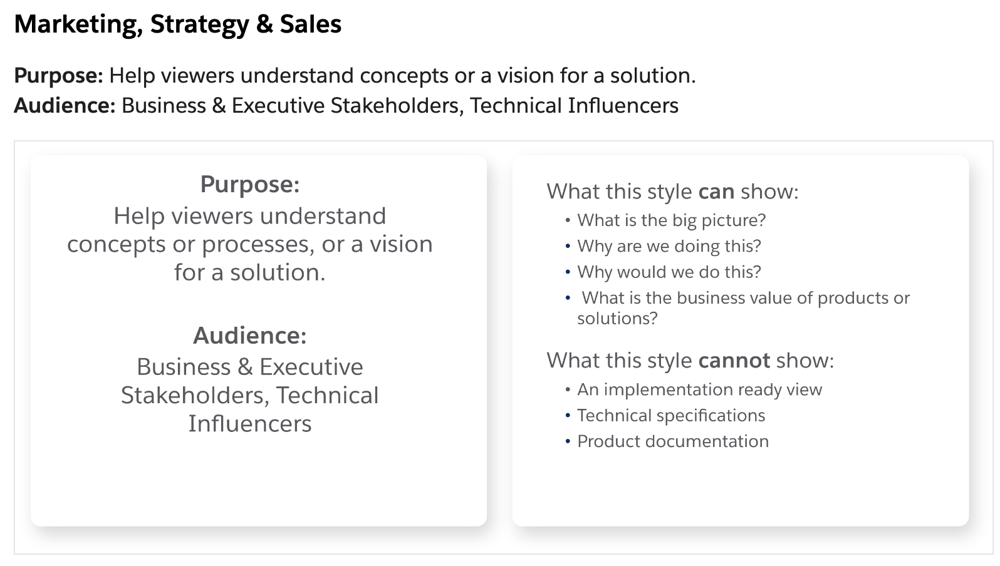 Marketing, Strategy & Sales
Purpose: Help viewers understand concepts or a vision for a solution.
Audience: Business & Executive Stakeholders, Technical Influencers
Purpose:
Help viewers understand
concepts or processes, or a vision
for a solution.
Audience:
Business & Executive
Stakeholders, Technical
Influencers
What this style can show:
• What is the big picture?
• Why are we doing this?
• Why would we do this?
• What is the business value of products or
solutions?
What this style cannot show:
• An implementation ready view
• Technical specifications
• Product documentation